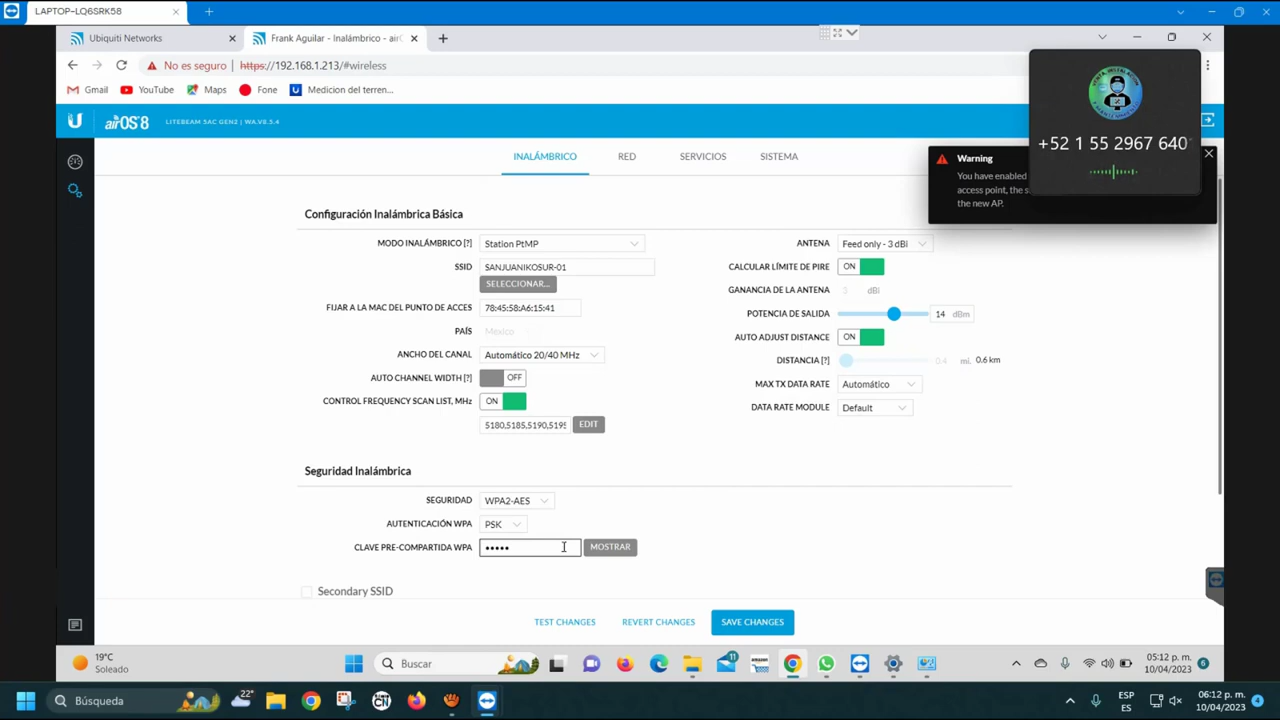 LAPTOP-LQ6SRK58
Ubiquiti Networks
Frank Aguilar - Inalámbrico - airO
No es seguro | https://192.168.1.213/#wireless
Gmail YouTube Maps Fone Medicion del terren...
+52 1 55 2967 640
U airOS 8 LITEBEAM 5AC GEN2 | WA.V8.5.4
INALÁMBRICO RED SERVICIOS SISTEMA
Warning
You have enabled
access point, the s
the new AP.
Configuración Inalámbrica Básica
MODO INALÁMBRICO [?] Station PtMP
SSID SANJUANIKOSUR-01
SELECCIONAR...
FIJAR A LA MAC DEL PUNTO DE ACCES 78:45:58:A6:15:41
PAÍS Mexico
ANCHO DEL CANAL Automático 20/40 MHz
AUTO CHANNEL WIDTH [?] OFF
CONTROL FREQUENCY SCAN LIST, MHz ON
5180,5185,5190,5195 EDIT
ANTENA Feed only - 3 dBi
CALCULAR LÍMITE DE PIRE ON
GANANCIA DE LA ANTENA 3 dBi
POTENCIA DE SALIDA 14 dBm
AUTO ADJUST DISTANCE ON
DISTANCIA [?] 0.4 mi. 0.6 km
MAX TX DATA RATE Automático
DATA RATE MODULE Default
Seguridad Inalámbrica
SEGURIDAD WPA2-AES
AUTENTICACIÓN WPA PSK
CLAVE PRE-COMPARTIDA WPA ••••• MOSTRAR
Secondary SSID
TEST CHANGES REVERT CHANGES SAVE CHANGES
19°C
Soleado
Buscar
11
05:12 p. m.
10/04/2023
6
Búsqueda
22°
ESP
ES
06:12 p. m.
10/04/2023
4